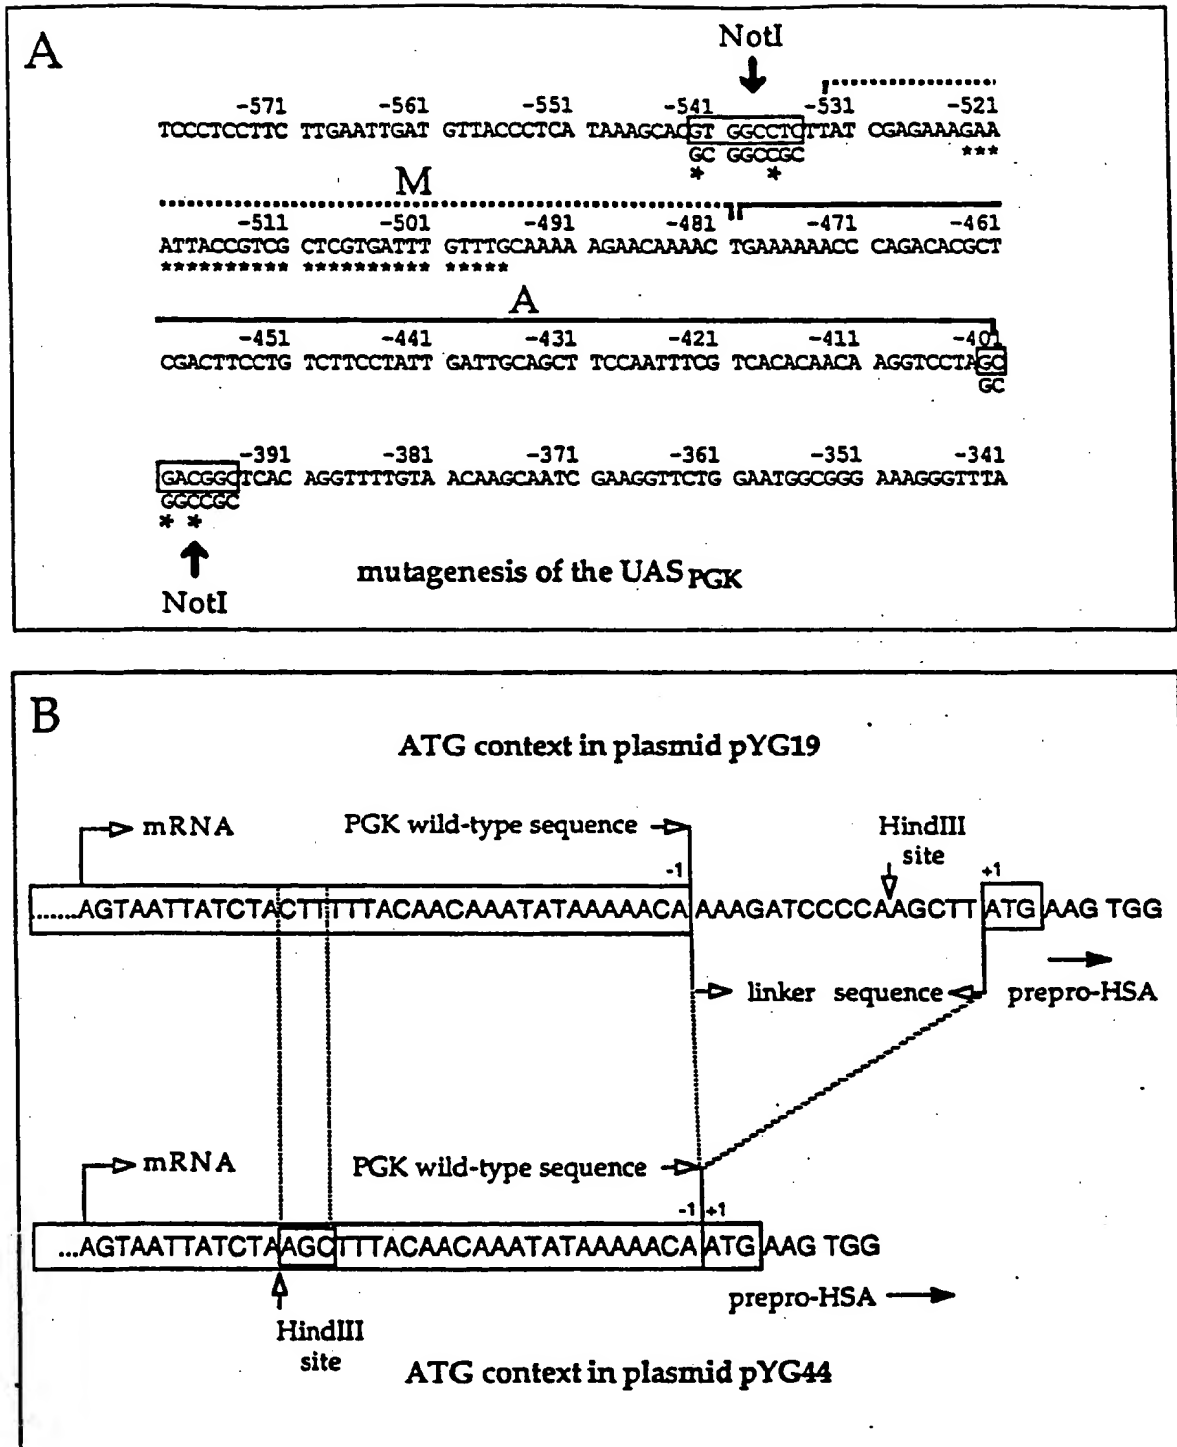 A
NotI
-571 -561 -551 -541 -531 -521
TCCCTCCTTC TTGAATTGAT GTTACCCTCA TAAAGCACGT GGCCTCTTAT CGAGAAAGAA
GC GGCCGC ***
* *
M
-511 -501 -491 -481 -471 -461
ATTACCGTCG CTCGTGATTT GTTTGCAAAA AGAACAAAAC TGAAAAAACC CAGACACGCT
********** ********** *****
A
-451 -441 -431 -421 -411 -401
CGACTTCCTG TCTTCCTATT GATTGCAGCT TCCAATTTCG TCACACAACA AGGTCCTAGC
GC
-391 -381 -371 -361 -351 -341
GACGGCTCAC AGGTTTTGTA ACAAGCAATC GAAGGTTCTG GAATGGCGGG AAAGGGTTTA
GGCCGC
* *
mutagenesis of the UAS PGK
NotI
B
ATG context in plasmid pYG19
mRNA
PGK wild-type sequence
HindIII
site
-1 +1
.......AGTAATTATCTACTTTTTACAACAAATATAAAAACA AAAGATCCCCAAGCTT ATG AAG TGG
linker sequence
prepro-HSA
mRNA
PGK wild-type sequence
-1 +1
...AGTAATTATCTAAGCTTTACAACAAATATAAAAACA ATG AAG TGG
prepro-HSA
HindIII
site
ATG context in plasmid pYG44